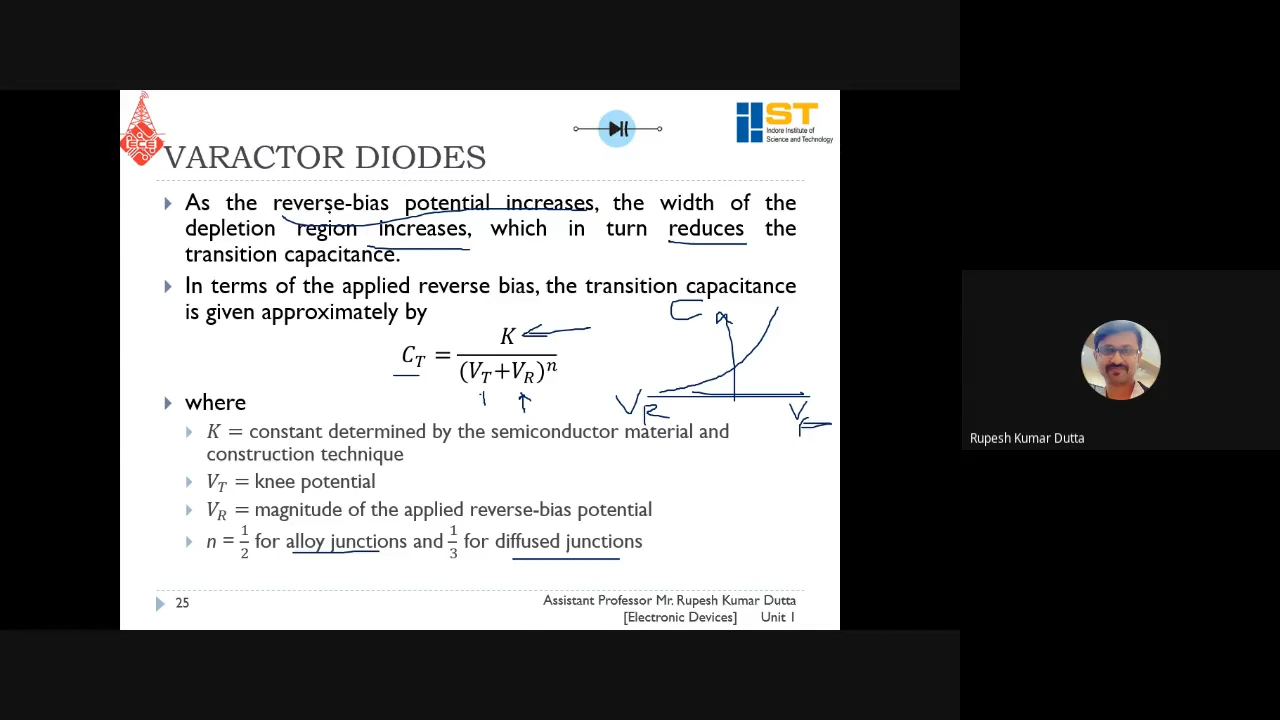 ECE
IIST
Indore Institute of
Science and Technology
VARACTOR DIODES
As the reverse-bias potential increases, the width of the
depletion region increases, which in turn reduces the
transition capacitance.
In terms of the applied reverse bias, the transition capacitance
is given approximately by
C_T = K / (V_T+V_R)^n
C
V_R
V_F
where
K = constant determined by the semiconductor material and
construction technique
V_T = knee potential
V_R = magnitude of the applied reverse-bias potential
n = 1/2 for alloy junctions and 1/3 for diffused junctions
25
Assistant Professor Mr. Rupesh Kumar Dutta
[Electronic Devices] Unit 1
Rupesh Kumar Dutta